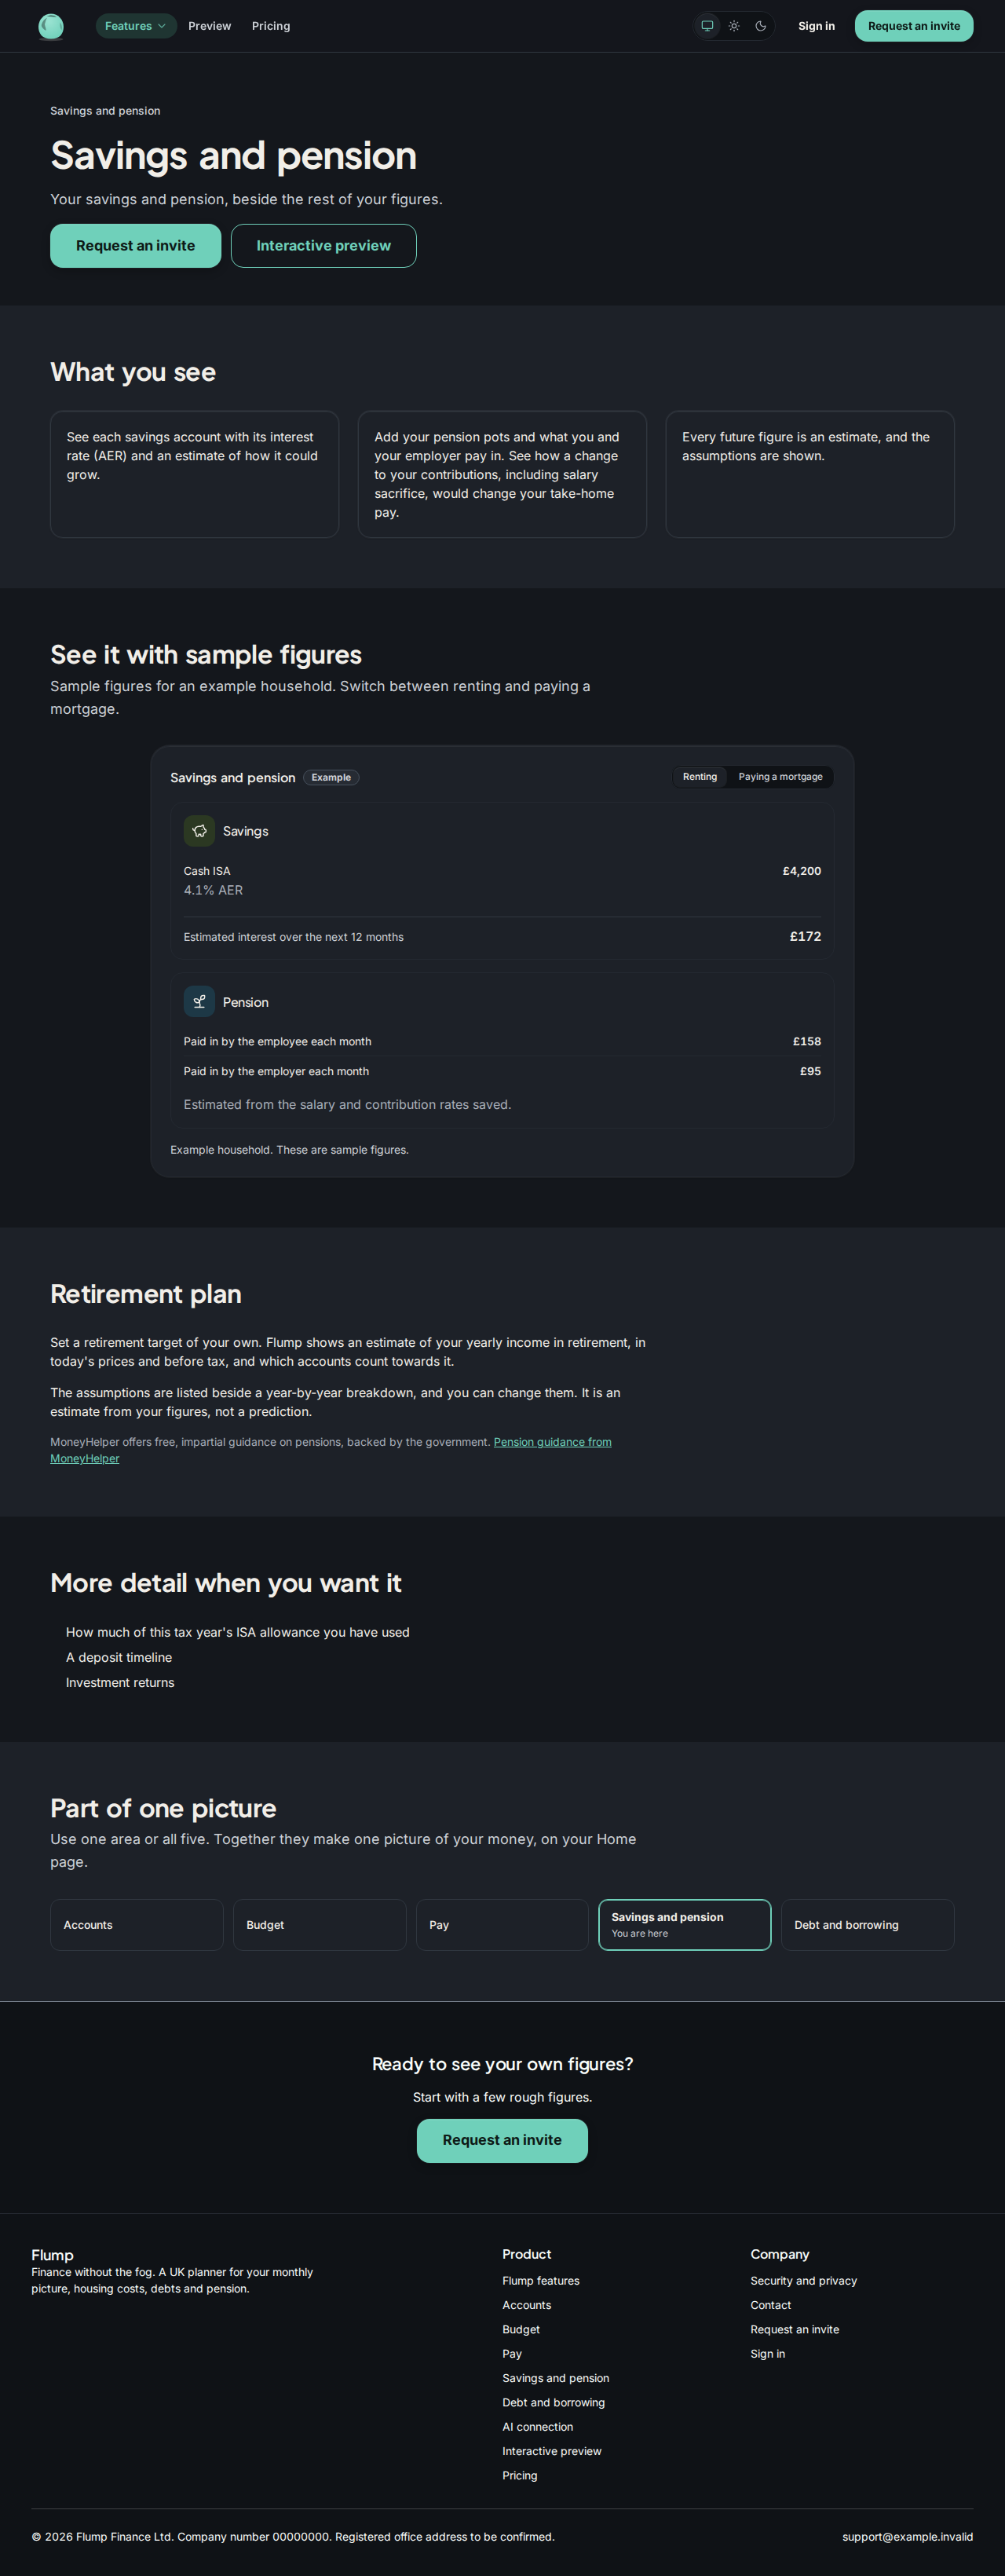 Features
Preview
Pricing
Sign in
Request an invite
Savings and pension
Savings and pension
Your savings and pension, beside the rest of your figures.
Request an invite
Interactive preview
What you see
See each savings account with its interest
rate (AER) and an estimate of how it could
grow.
Add your pension pots and what you and
your employer pay in. See how a change
to your contributions, including salary
sacrifice, would change your take-home
pay.
Every future figure is an estimate, and the
assumptions are shown.
See it with sample figures
Sample figures for an example household. Switch between renting and paying a
mortgage.
Savings and pension
Example
Renting
Paying a mortgage
Savings
Cash ISA
£4,200
4.1% AER
Estimated interest over the next 12 months
£172
Pension
Paid in by the employee each month
£158
Paid in by the employer each month
£95
Estimated from the salary and contribution rates saved.
Example household. These are sample figures.
Retirement plan
Set a retirement target of your own. Flump shows an estimate of your yearly income in retirement, in
today's prices and before tax, and which accounts count towards it.
The assumptions are listed beside a year-by-year breakdown, and you can change them. It is an
estimate from your figures, not a prediction.
MoneyHelper offers free, impartial guidance on pensions, backed by the government. Pension guidance from
MoneyHelper
More detail when you want it
How much of this tax year's ISA allowance you have used
A deposit timeline
Investment returns
Part of one picture
Use one area or all five. Together they make one picture of your money, on your Home
page.
Accounts
Budget
Pay
Savings and pension
You are here
Debt and borrowing
Ready to see your own figures?
Start with a few rough figures.
Request an invite
Flump
Finance without the fog. A UK planner for your monthly
picture, housing costs, debts and pension.
Product
Flump features
Accounts
Budget
Pay
Savings and pension
Debt and borrowing
AI connection
Interactive preview
Pricing
Company
Security and privacy
Contact
Request an invite
Sign in
© 2026 Flump Finance Ltd. Company number 00000000. Registered office address to be confirmed.
support@example.invalid